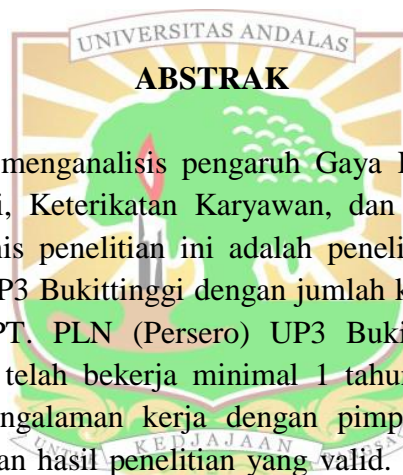 UNIVERSITAS ANDALAS
ABSTRAK
menganalisis pengaruh Gaya
i, Keterikatan Karyawan, dan
nis penelitian ini adalah peneli
P3 Bukittinggi dengan jumlah k
PT. PLN (Persero) UP3 Buki
telah bekerja minimal 1 tahun
ngalaman kerja dengan pimp
an hasil penelitian yang valid.
KEDJAJAAN